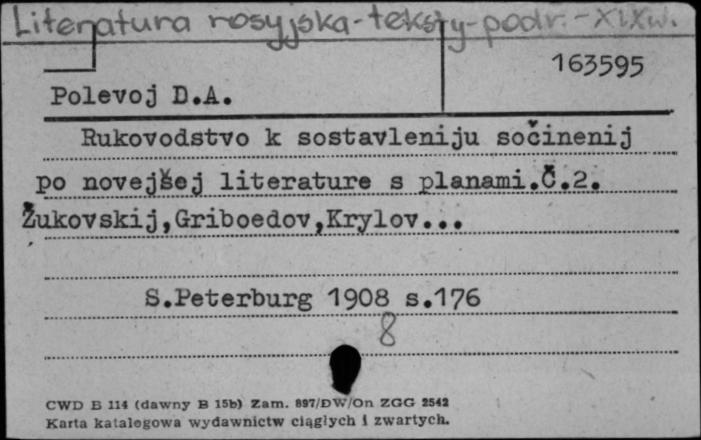 Literatura rosyjska-teksty-podr.-XIXw.
163595
Polevoj D.A.
Rukovodstvo k sostavleniju sočinenij
po novejšej literature s planami.Č.2.
Žukovskij,Griboedov,Krylov...
S.Peterburg 1908 s.176
8
CWD B 114 (dawny B 15b) Zam. 897/DW/On ZGG 2542
Karta katalogowa wydawnictw ciągłych i zwartych.